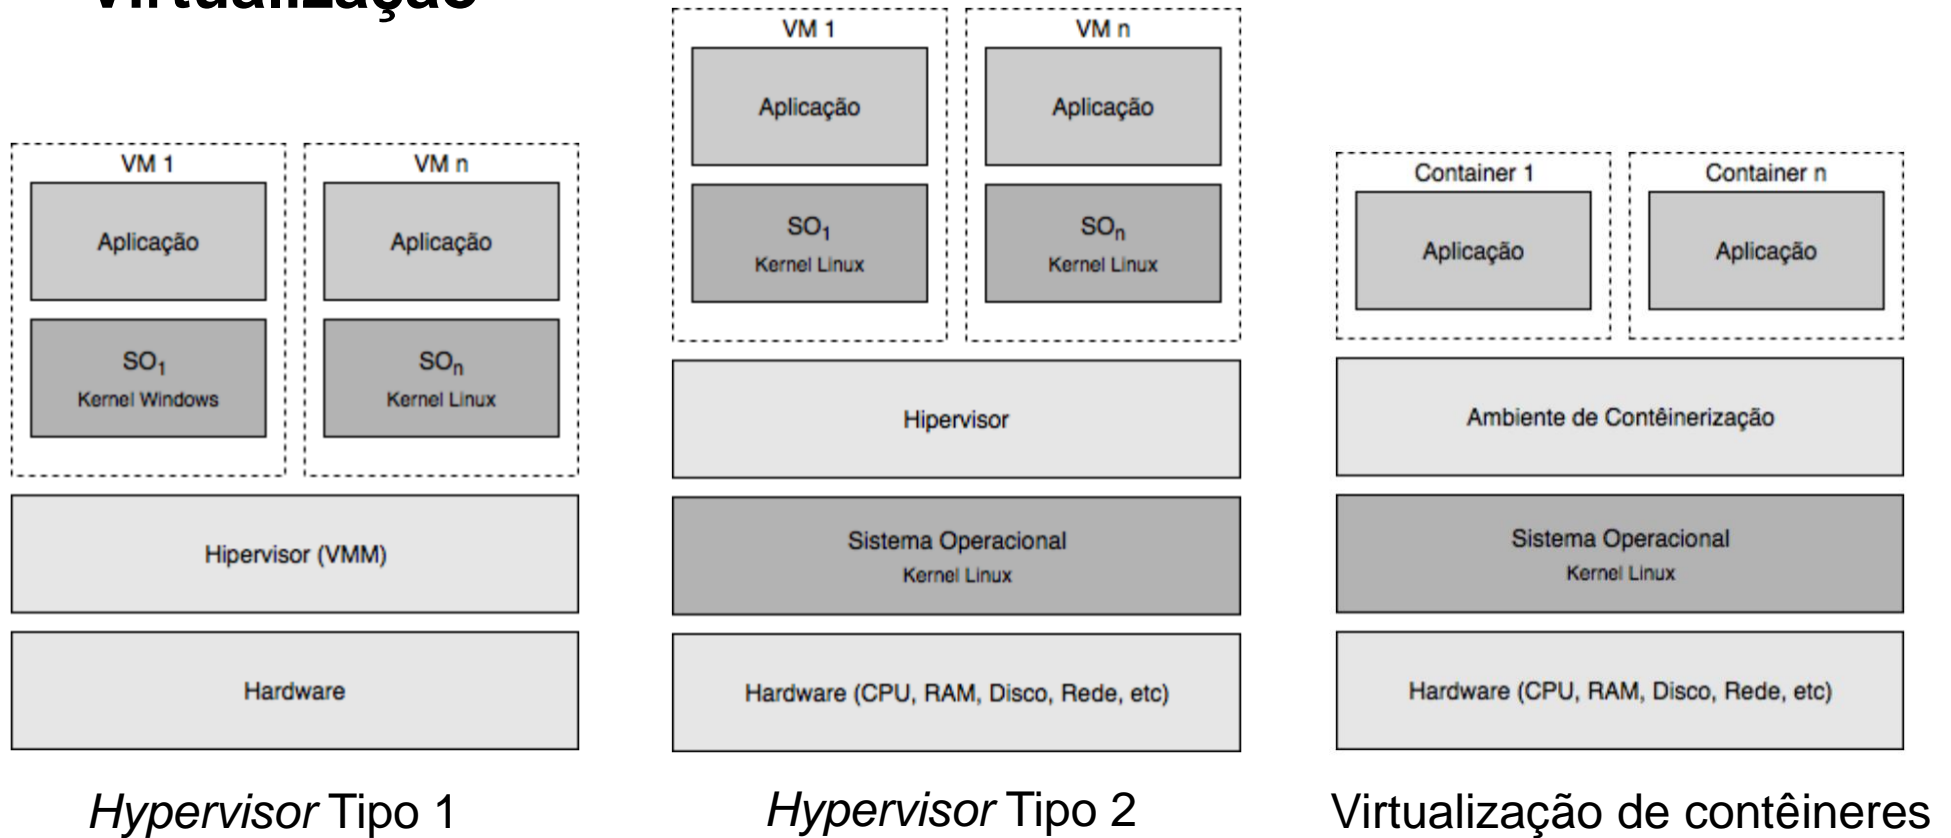 Virtualização
VM 1
VM n
Aplicação
Aplicação
SO1
Kernel Windows
SOn
Kernel Linux
Hipervisor (VMM)
Hardware
Hypervisor Tipo 1
VM 1
VM n
Aplicação
Aplicação
SO1
Kernel Linux
SOn
Kernel Linux
Hipervisor
Sistema Operacional
Kernel Linux
Hardware (CPU, RAM, Disco, Rede, etc)
Hypervisor Tipo 2
Container 1
Container n
Aplicação
Aplicação
Ambiente de Contêinerização
Sistema Operacional
Kernel Linux
Hardware (CPU, RAM, Disco, Rede, etc)
Virtualização de contêineres